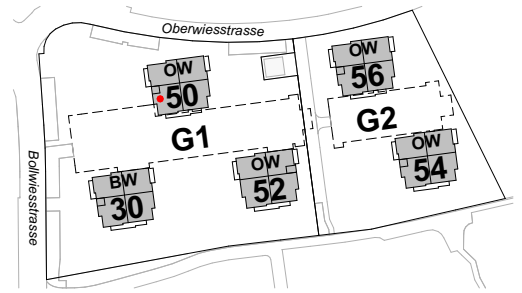 Oberwiesstrasse
OW
50
OW
56
G1
G2
Bollwiesstrasse
BW
30
OW
52
OW
54